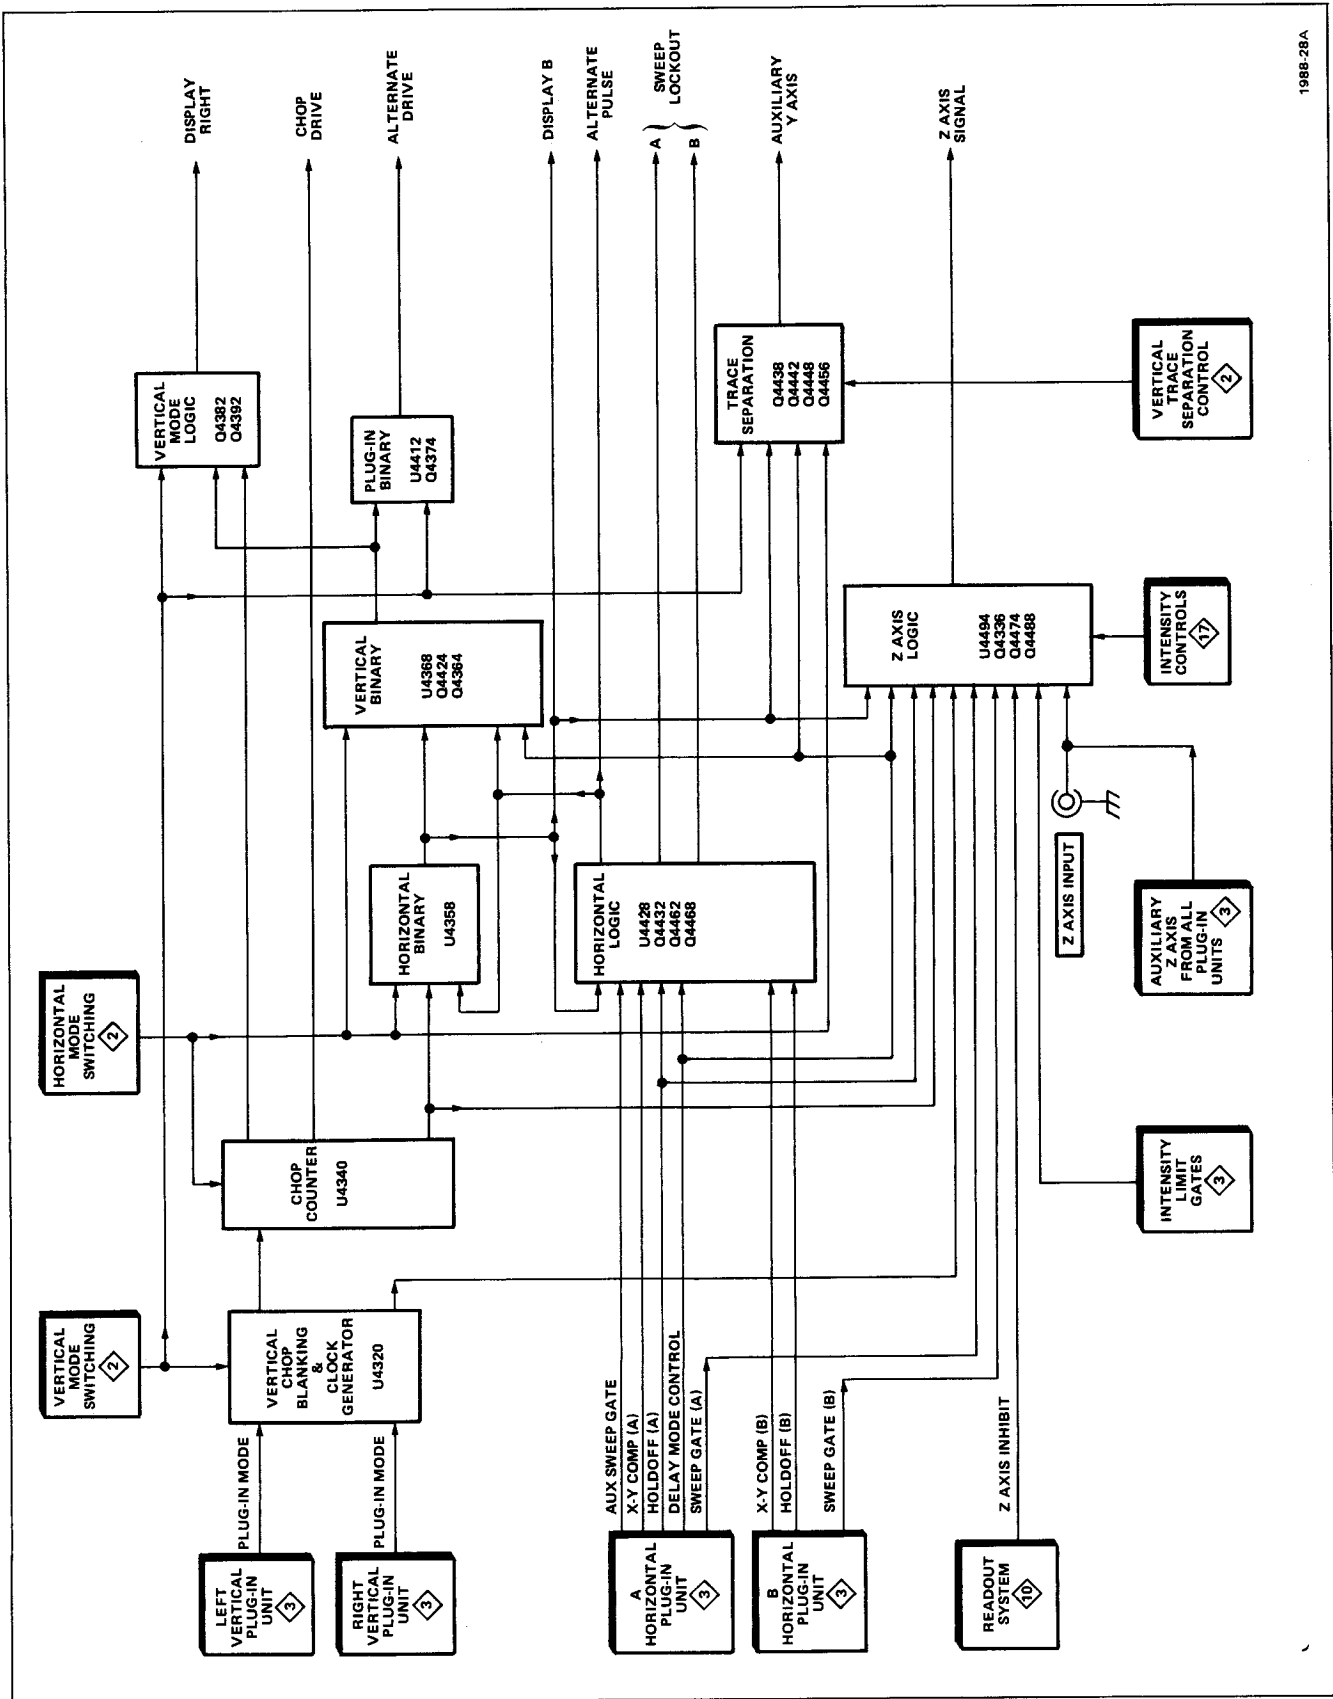 VERTICAL
MODE
SWITCHING
2
HORIZONTAL
MODE
SWITCHING
2
LEFT
VERTICAL
PLUG-IN
UNIT
3
PLUG-IN MODE
RIGHT
VERTICAL
PLUG-IN
UNIT
3
PLUG-IN MODE
VERTICAL
CHOP
BLANKING
&
CLOCK
GENERATOR
U4320
CHOP
COUNTER
U4340
HORIZONTAL
BINARY
U4358
VERTICAL
BINARY
U4368
Q4424
Q4364
PLUG-IN
BINARY
U4412
Q4374
VERTICAL
MODE
LOGIC
Q4382
Q4392
DISPLAY
RIGHT
CHOP
DRIVE
ALTERNATE
DRIVE
DISPLAY B
ALTERNATE
PULSE
SWEEP
LOCKOUT
A
B
AUXILIARY
Y AXIS
Z AXIS
SIGNAL
A
HORIZONTAL
PLUG-IN
UNIT
3
AUX SWEEP GATE
X-Y COMP (A)
HOLDOFF (A)
DELAY MODE CONTROL
SWEEP GATE (A)
B
HORIZONTAL
PLUG-IN
UNIT
3
X-Y COMP (B)
HOLDOFF (B)
SWEEP GATE (B)
READOUT
SYSTEM
10
Z AXIS INHIBIT
HORIZONTAL
LOGIC
U4428
Q4432
Q4462
Q4468
TRACE
SEPARATION
Q4438
Q4442
Q4448
Q4456
Z AXIS
LOGIC
U4494
Q4336
Q4474
Q4488
Z AXIS INPUT
INTENSITY
LIMIT
GATES
3
AUXILIARY
Z AXIS
FROM ALL
PLUG-IN
UNITS
3
INTENSITY
CONTROLS
17
VERTICAL
TRACE
SEPARATION
CONTROL
2
1988-28A